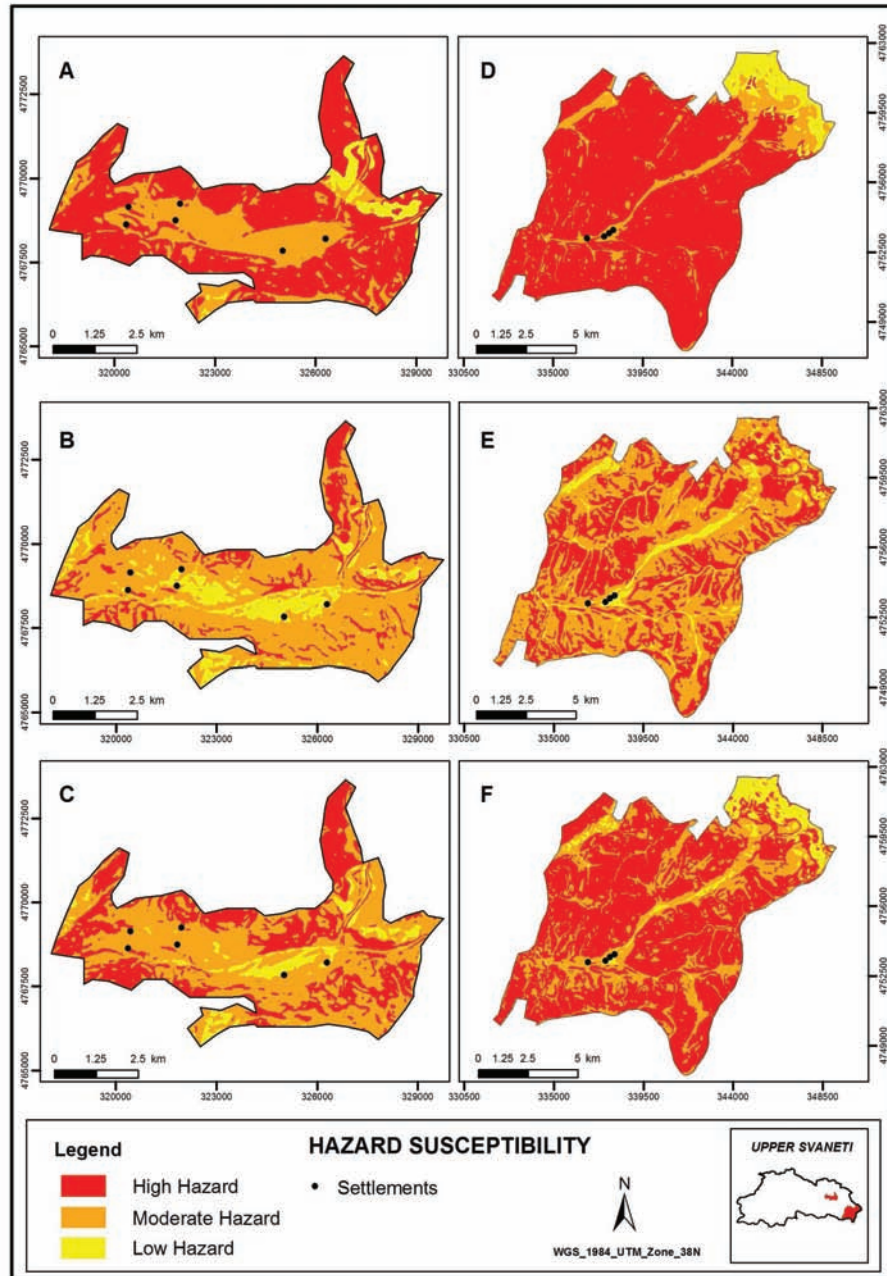 A
4772500
4770000
4767500
4765000
0 1.25 2.5 km
320000 323000 326000 329000
D
4763000
4759500
4756000
4752500
4749000
0 2.5 5 km
330500 335000 339500 344000 348500
B
4772500
4770000
4767500
4765000
0 1.25 2.5 km
320000 323000 326000 329000
E
4763000
4759500
4756000
4752500
4749000
0 1.25 2.5 5 km
330500 335000 339500 344000 348500
C
4772500
4770000
4767500
4765000
0 1.25 2.5 km
320000 323000 326000 329000
F
4763000
4759500
4756000
4752500
4749000
0 1.25 2.5 5 km
330500 335000 339500 344000 348500
Legend
High Hazard
Moderate Hazard
Low Hazard
HAZARD SUSCEPTIBILITY
Settlements
N
WGS_1984_UTM_Zone_38N
UPPER SVANETI